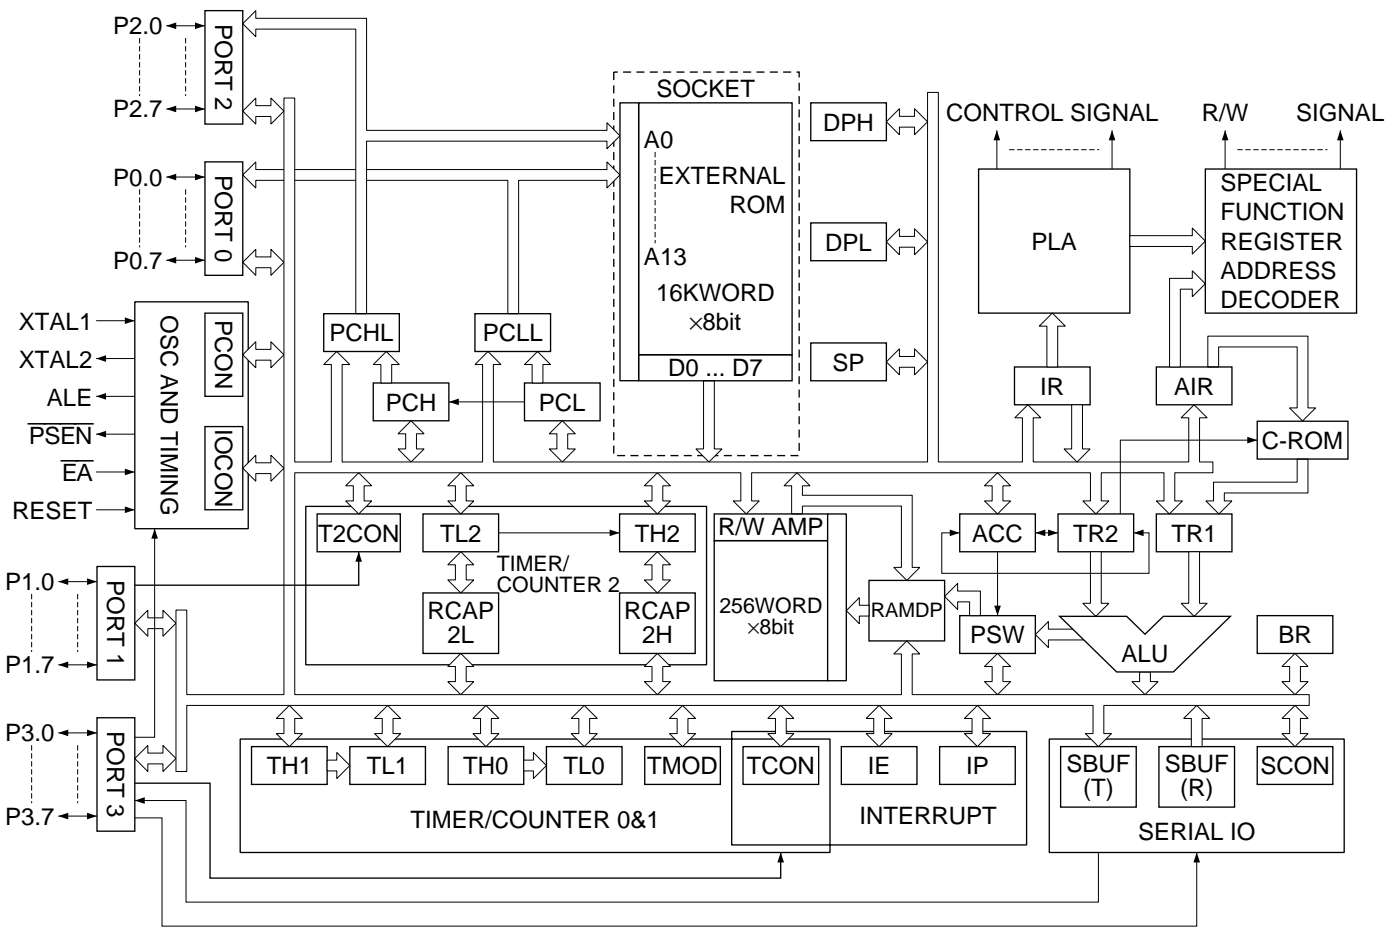 P2.0
P2.7
PORT 2
P0.0
P0.7
PORT 0
XTAL1
XTAL2
ALE
PSEN
EA
RESET
OSC AND TIMING
PCON
IOCON
P1.0
P1.7
PORT 1
P3.0
P3.7
PORT 3
SOCKET
A0
EXTERNAL
ROM
A13
16KWORD
×8bit
D0 ... D7
PCHL
PCLL
PCH
PCL
DPH
DPL
SP
CONTROL SIGNAL
R/W
SIGNAL
PLA
SPECIAL
FUNCTION
REGISTER
ADDRESS
DECODER
IR
AIR
C-ROM
T2CON
TL2
TH2
TIMER/
COUNTER 2
RCAP
2L
RCAP
2H
R/W AMP
256WORD
×8bit
RAMDP
ACC
TR2
TR1
PSW
ALU
BR
TH1
TL1
TH0
TL0
TMOD
TCON
IE
IP
TIMER/COUNTER 0&1
INTERRUPT
SBUF
(T)
SBUF
(R)
SCON
SERIAL IO